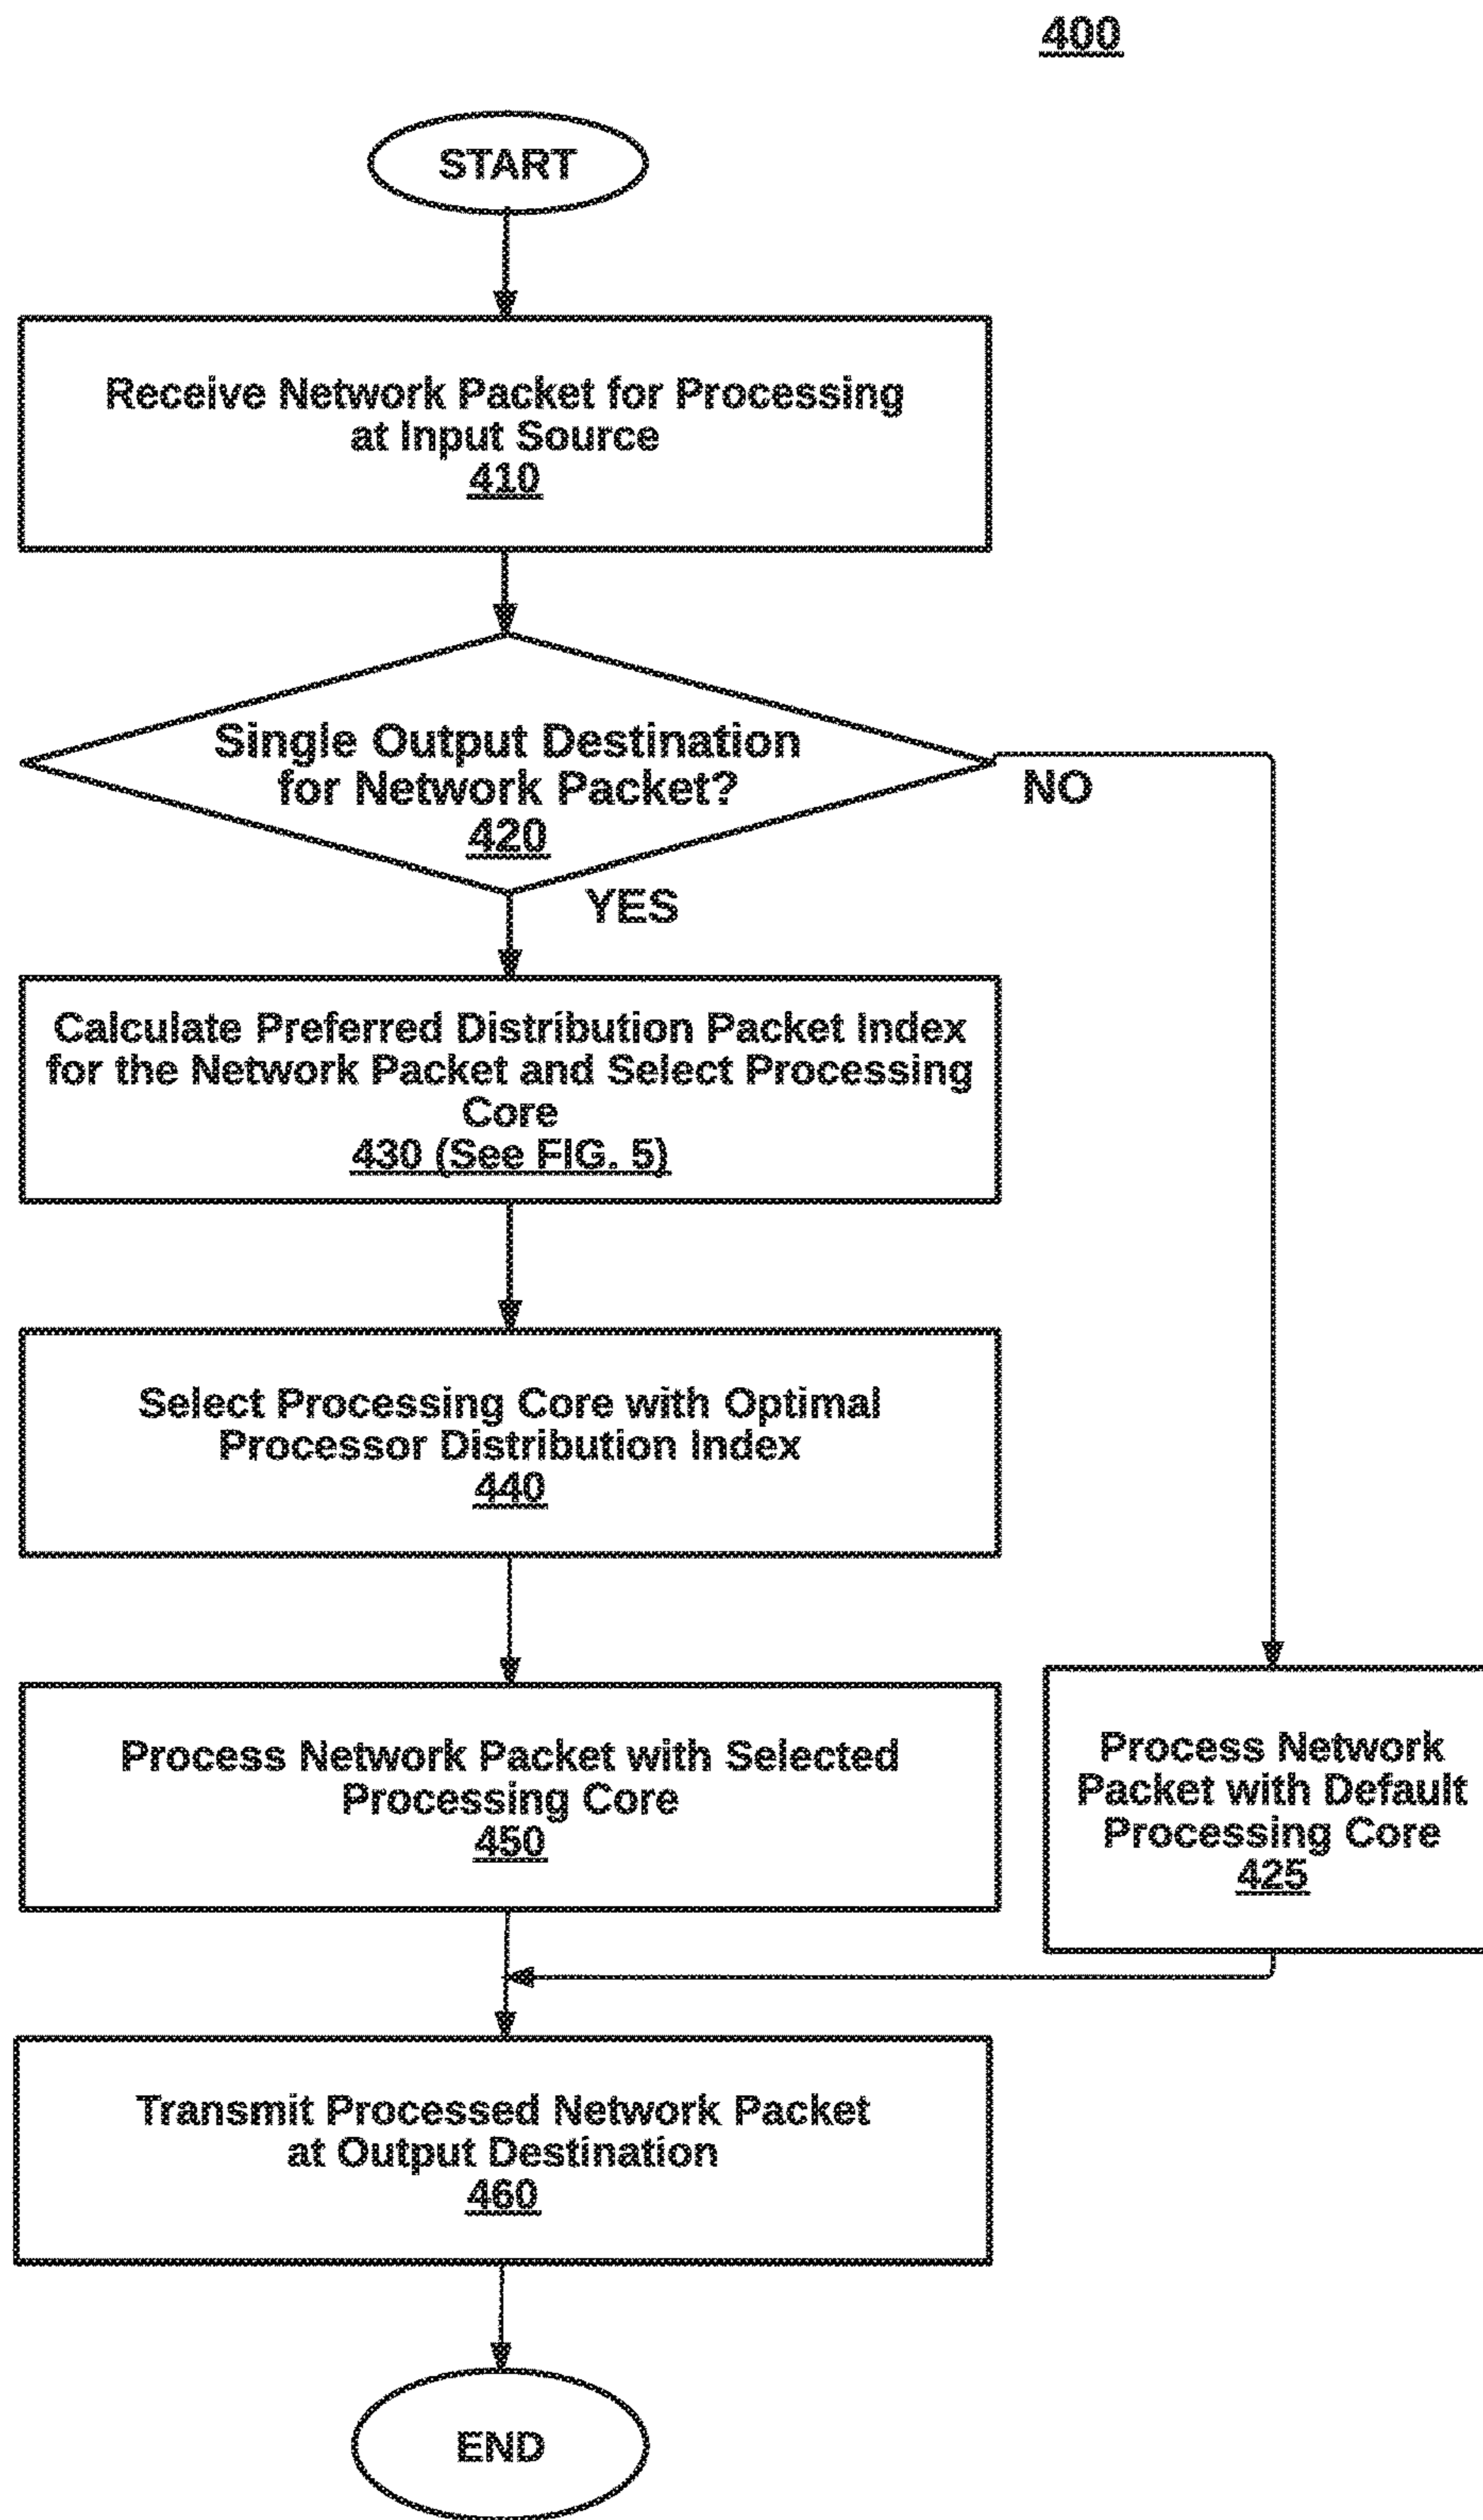 400
START
Receive Network Packet for Processing
at Input Source
410
Single Output Destination
for Network Packet?
420
NO
YES
Calculate Preferred Distribution Packet Index
for the Network Packet and Select Processing
Core
430 (See FIG. 5)
Select Processing Core with Optimal
Processor Distribution Index
440
Process Network Packet with Selected
Processing Core
450
Process Network
Packet with Default
Processing Core
425
Transmit Processed Network Packet
at Output Destination
460
END